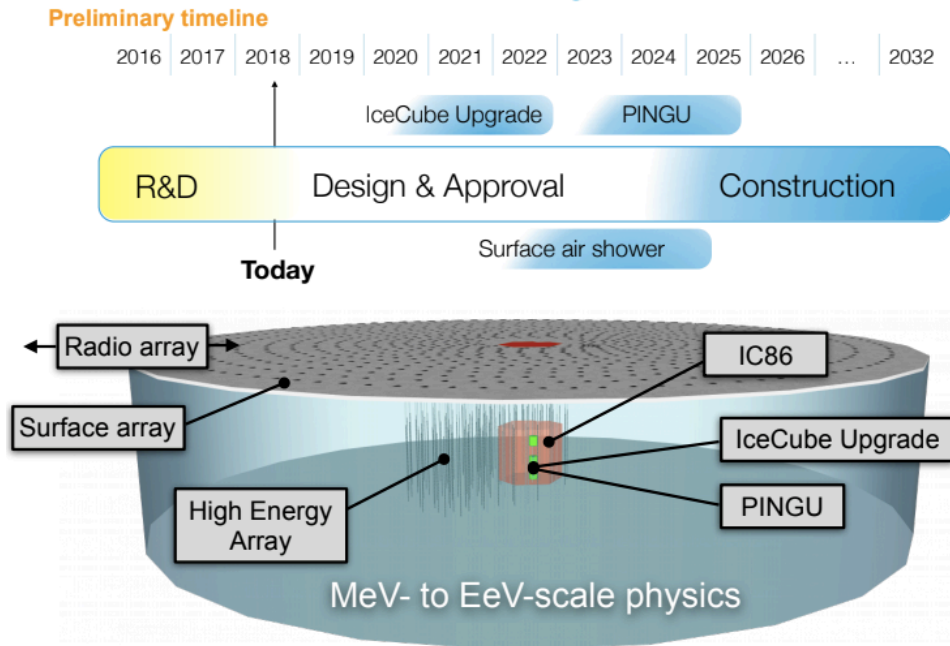 Preliminary timeline
2016 2017 2018 2019 2020 2021 2022 2023 2024 2025 2026 ... 2032
IceCube Upgrade PINGU
R&D Design & Approval Construction
Surface air shower
Today
Radio array
IC86
Surface array
IceCube Upgrade
High Energy
Array
PINGU
MeV- to EeV-scale physics